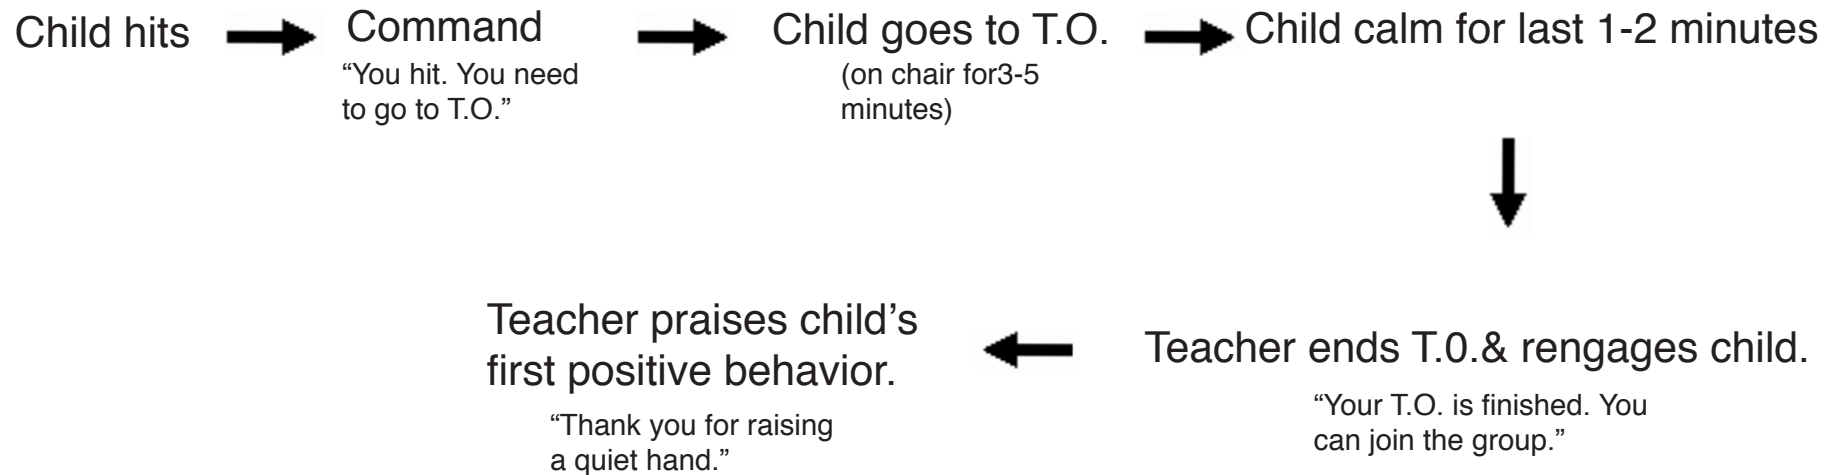 Child hits
Command
“You hit. You need
to go to T.O.”
Child goes to T.O.
(on chair for3-5
minutes)
Child calm for last 1-2 minutes
Teacher ends T.0.& rengages child.
“Your T.O. is finished. You
can join the group.”
Teacher praises child’s
first positive behavior.
“Thank you for raising
a quiet hand.”